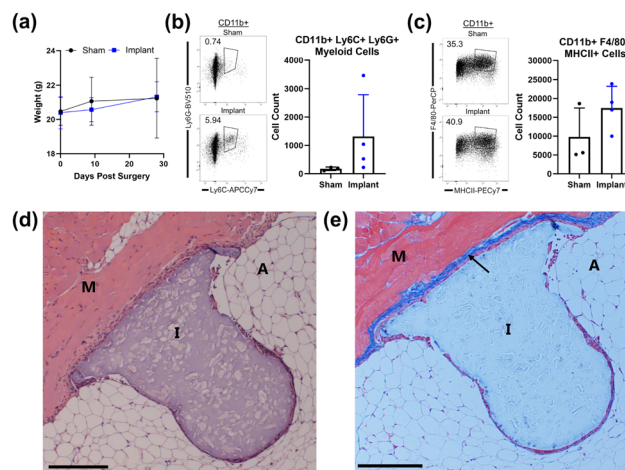 (a)
Sham
Implant
Weight (g)
24
22
20
18
16
0
10
20
30
Days Post Surgery
(b)
CD11b+
Sham
0.74
Implant
5.94
Ly6G-BV510
Ly6C-APCCy7
CD11b+ Ly6C+ Ly6G+
Myeloid Cells
Cell Count
4000
3000
2000
1000
0
Sham Implant
(c)
CD11b+
Sham
35.3
Implant
40.9
F4/80-PerCP
MHCII-PECy7
CD11b+ F4/80
MHCII+ Cells
Cell Count
30000
25000
20000
15000
10000
5000
0
Sham Implant
(d)
M
A
I
(e)
M
A
I